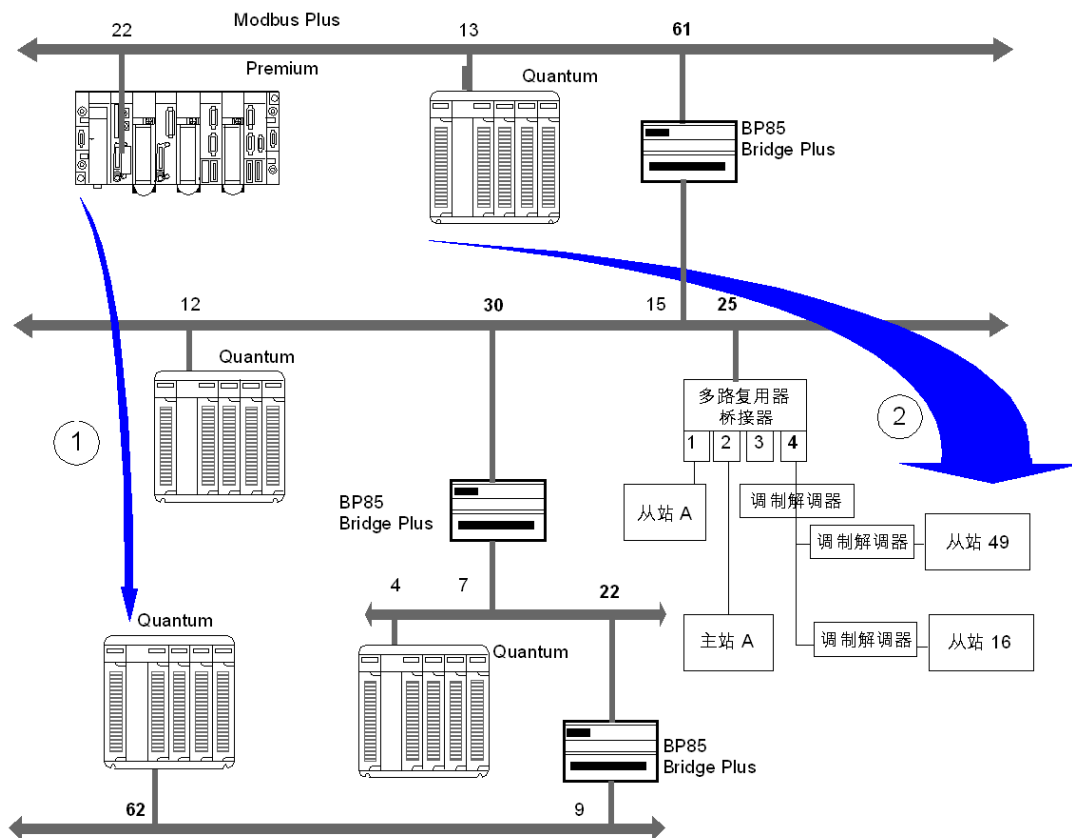 Modbus Plus
22
13
61
Premium
Quantum
BP85
Bridge Plus
12
30
15
25
Quantum
多路复用器
桥接器
1
2
3
4
1
2
BP85
Bridge Plus
从站 A
调制解调器
调制解调器
从站 49
4
7
22
Quantum
Quantum
主站 A
调制解调器
从站 16
BP85
Bridge Plus
62
9